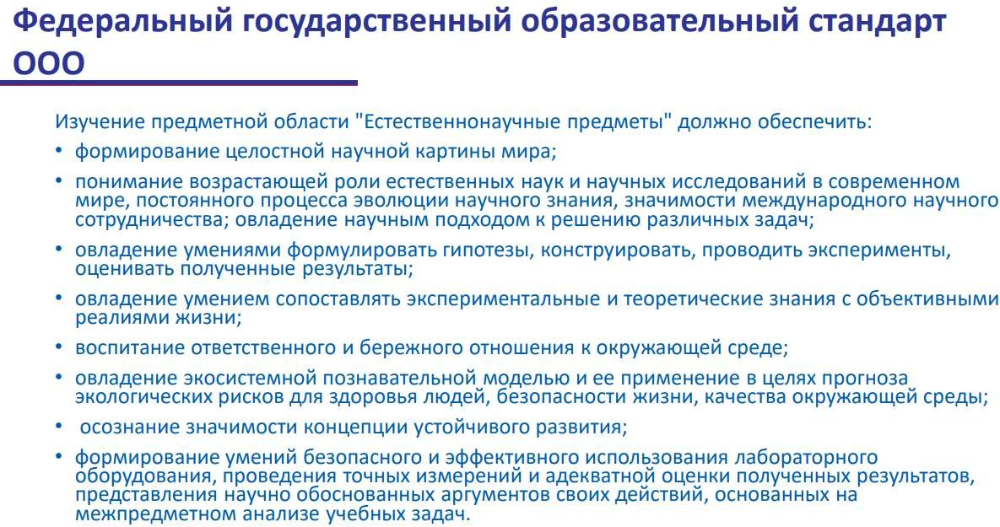 Федеральный государственный образовательный стандарт
ООО
Изучение предметной области "Естественнонаучные предметы" должно обеспечить:
• формирование целостной научной картины мира;
• понимание возрастающей роли естественных наук и научных исследований в современном
мире, постоянного процесса эволюции научного знания, значимости международного научного
сотрудничества; овладение научным подходом к решению различных задач;
• овладение умениями формулировать гипотезы, конструировать, проводить эксперименты,
оценивать полученные результаты;
• овладение умением сопоставлять экспериментальные и теоретические знания с объективными
реалиями жизни;
• воспитание ответственного и бережного отношения к окружающей среде;
• овладение экосистемной познавательной моделью и ее применение в целях прогноза
экологических рисков для здоровья людей, безопасности жизни, качества окружающей среды;
• осознание значимости концепции устойчивого развития;
• формирование умений безопасного и эффективного использования лабораторного
оборудования, проведения точных измерений и адекватной оценки полученных результатов,
представления научно обоснованных аргументов своих действий, основанных на
межпредметном анализе учебных задач.